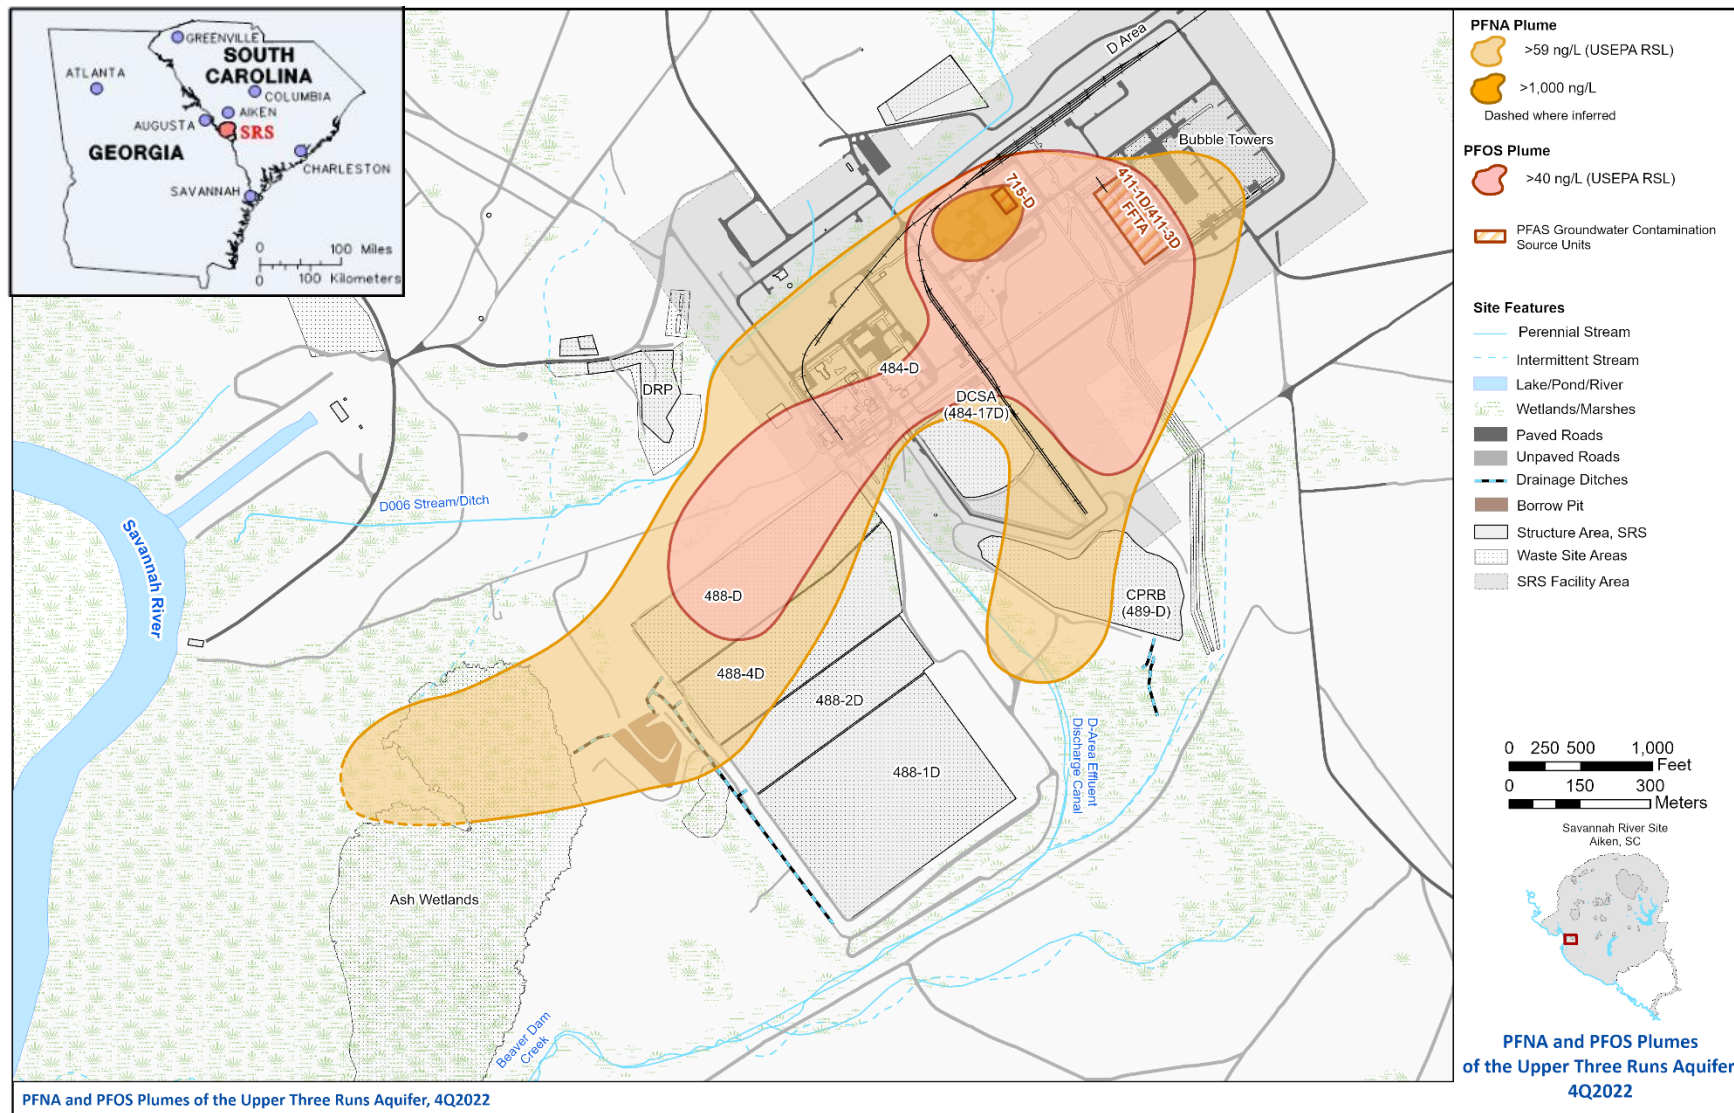 GREENVILLE
SOUTH
CAROLINA
ATLANTA
COLUMBIA
AIKEN
AUGUSTA
SRS
GEORGIA
CHARLESTON
SAVANNAH
0 100 Miles
0 100 Kilometers
D Area
Bubble Towers
715-D
411-1D/411-3D
FFTA
484-D
DCSA
(484-17D)
DRP
D006 Stream/Ditch
Savannah River
488-D
CPRB
(489-D)
488-4D
488-2D
488-1D
D-Area Effluent
Discharge Canal
Ash Wetlands
Beaver Dam
Creek
PFNA and PFOS Plumes of the Upper Three Runs Aquifer, 4Q2022
PFNA Plume
>59 ng/L (USEPA RSL)
>1,000 ng/L
Dashed where inferred
PFOS Plume
>40 ng/L (USEPA RSL)
PFAS Groundwater Contamination
Source Units
Site Features
Perennial Stream
Intermittent Stream
Lake/Pond/River
Wetlands/Marshes
Paved Roads
Unpaved Roads
Drainage Ditches
Borrow Pit
Structure Area, SRS
Waste Site Areas
SRS Facility Area
0 250 500 1,000
Feet
0 150 300
Meters
Savannah River Site
Aiken, SC
PFNA and PFOS Plumes
of the Upper Three Runs Aquifer
4Q2022